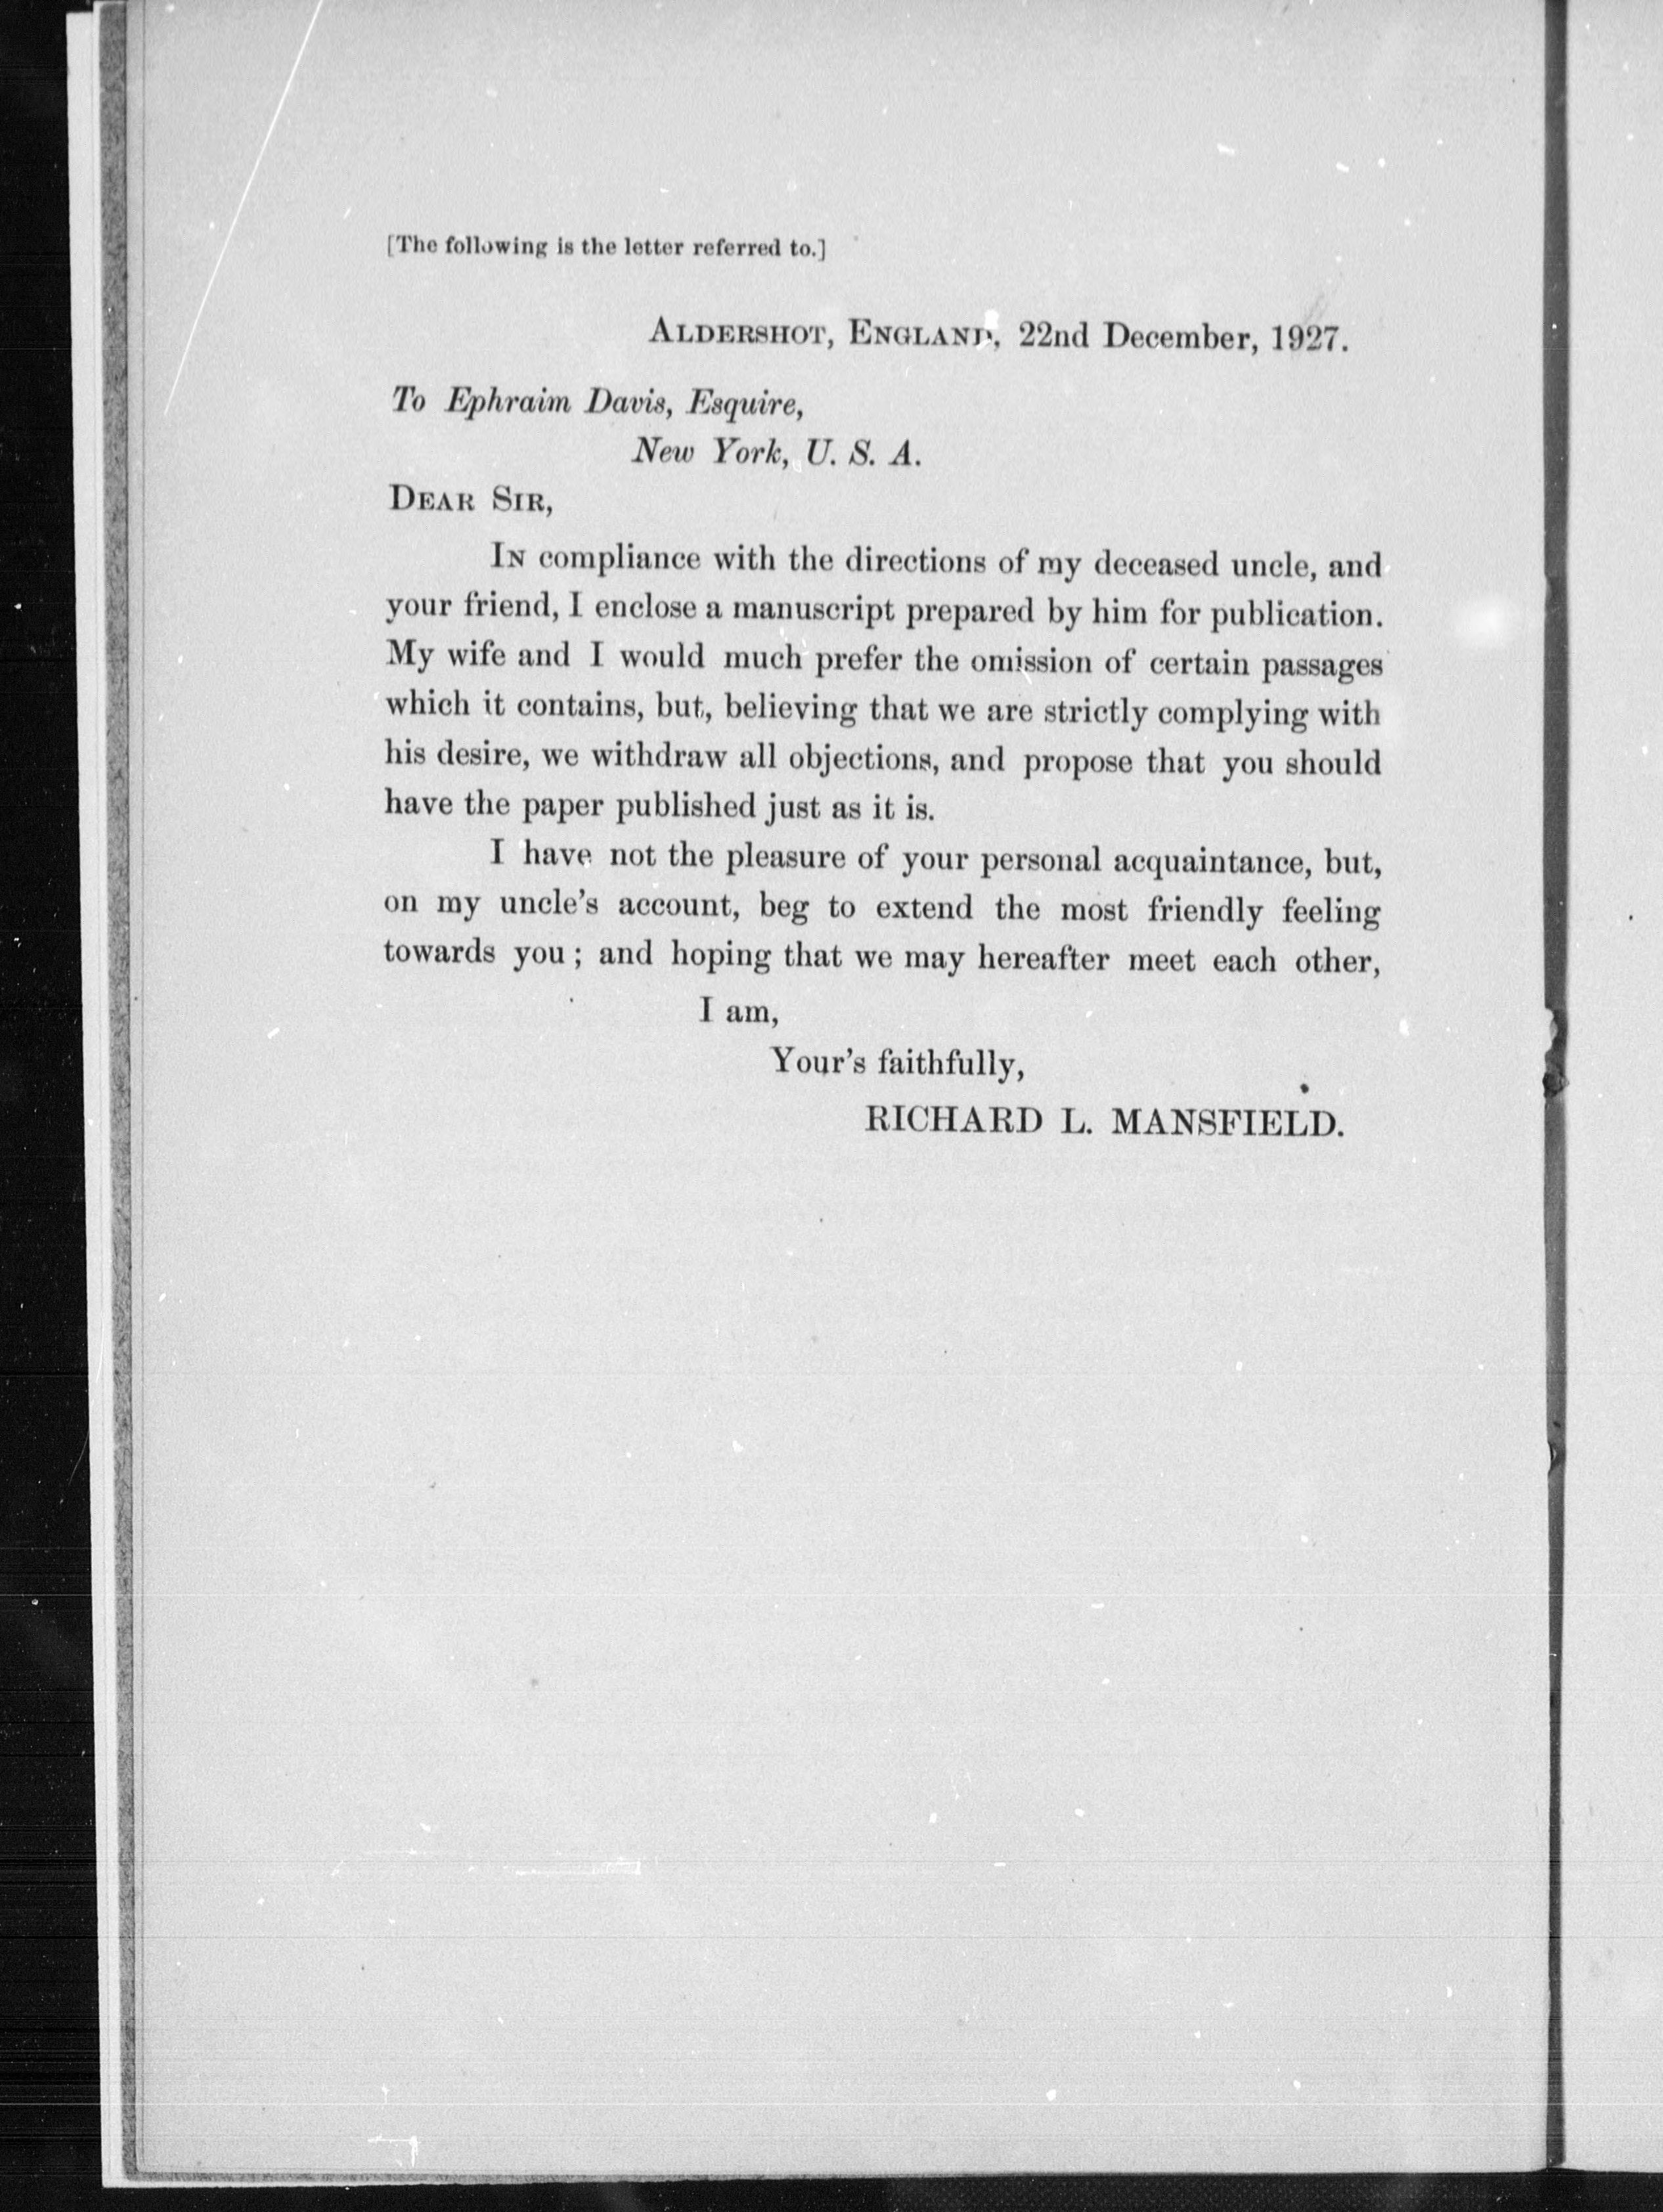 [The following is the letter referred to.]
ALDERSHOT, ENGLAND, 22nd December, 1927.
To Ephraim Davis, Esquire,
New York, U. S. A.
DEAR SIR,
IN compliance with the directions of my deceased uncle, and
your friend, I enclose a manuscript prepared by him for publication.
My wife and I would much prefer the omission of certain passages
which it contains, but, believing that we are strictly complying with
his desire, we withdraw all objections, and propose that you should
have the paper published just as it is.
I have not the pleasure of your personal acquaintance, but,
on my uncle's account, beg to extend the most friendly feeling
towards you; and hoping that we may hereafter meet each other,
I am,
Your's faithfully,
RICHARD L. MANSFIELD.